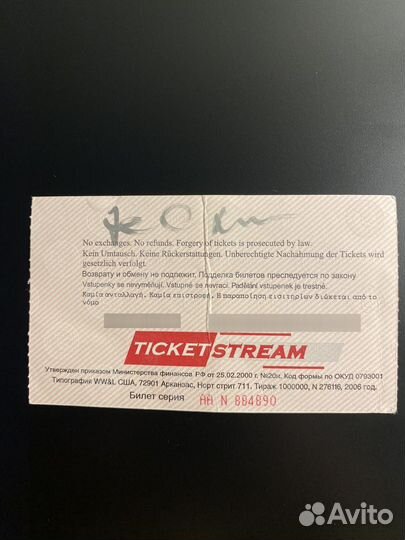 No exchanges. No refunds. Forgery of tickets is prosecuted by law.
Kein Umtausch. Keine Rückerstattungen. Unberechtigte Nachahmung der Tickets wird
gesetzlich verfolgt.
Возврату и обмену не подлежит. Подделка билетов преследуется по закону
Vstupenky se nevyměňují. Vstupné se nevrací. Padělání vstupenek je trestné.
Καμία ανταλλαγή. Καμία επιστροφή. Η παραποίηση εισιτηρίων διώκεται από το
νόμο
TICKETSTREAM
Утвержден приказом Министерства финансов РФ от 25.02.2000 г. №20н. Код формы по ОКУД 0793001
Типография WW&L США, 72901 Арканзас, Норт стрит 711. Тираж 1000000, N 276116, 2006 год.
Билет серия АА N 884890
Avito